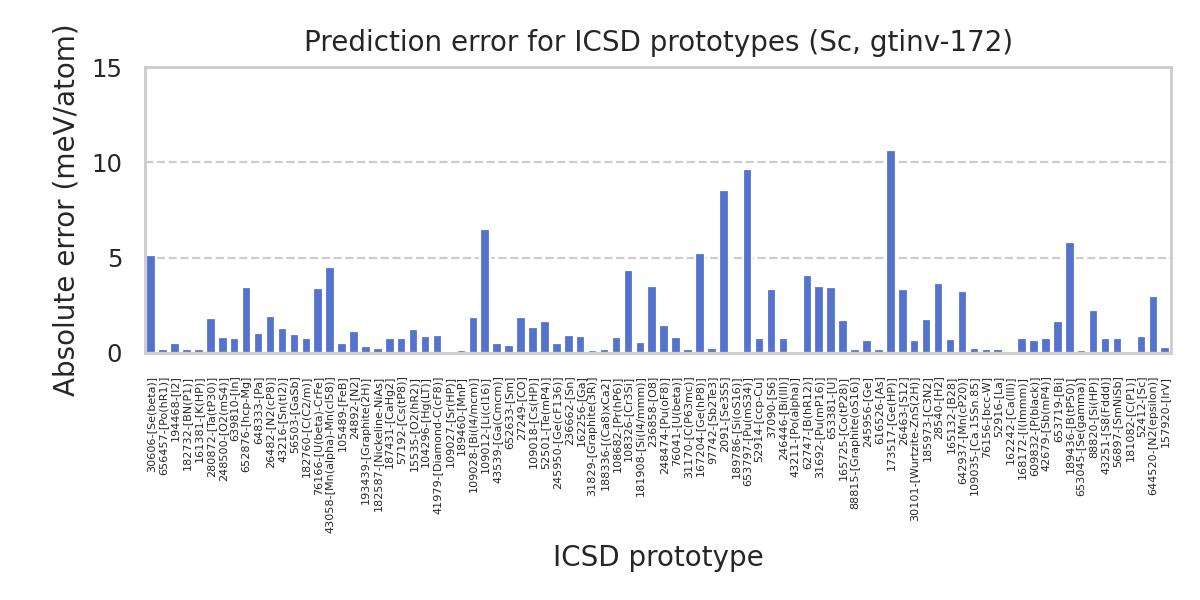 Prediction error for ICSD prototypes (Sc, gtinv-172)
Absolute error (meV/atom)
15
10
5
0
30606-[Se(beta)]
656457-[Po(hR1)]
194468-[I2]
182732-[BN(P1)]
161381-[K(HP)]
280872-[Ba(tP30)]
248500-[O2(mS4)]
639810-[In]
652876-[hcp-Mg]
648333-[Pa]
26482-[N2(cP8)]
43216-[Sn(tI2)]
56503-[GaSb]
182760-[C(C2/m)]
76166-[U(beta)-CrFe]
43058-[Mn(alpha)-Mn(cI58)]
105489-[FeB]
24892-[N2]
193439-[Graphite(2H)]
182587-[Nickeline-NiAs]
187431-[CaHg2]
57192-[Cs(tP8)]
15535-[O2(hR2)]
104296-[Hg(LT)]
41979-[Diamond-C(cF8)]
109027-[Sr(HP)]
189460-[MnP]
109028-[Bi(I4/mcm)]
109012-[Li(cI16)]
43539-[Ga(Cmcm)]
652633-[Sm]
27249-[CO]
109018-[Cs(HP)]
52501-[Te(mP4)]
245950-[Ge(cF136)]
236662-[Sn]
162256-[Ga]
31829-[Graphite(3R)]
188336-[(Ca8)xCa2]
108682-[Pr(hP6)]
108326-[Cr3Si]
181908-[Si(I4/mmm)]
236858-[O8]
248474-[Pu(oF8)]
76041-[U(beta)]
31170-[C(P63mc)]
167204-[Ge(hP8)]
97742-[Sb2Te3]
2091-[Se3S5]
189786-[Si(oS16)]
653797-[Pu(mS34)]
52914-[ccp-Cu]
37090-[S6]
246446-[Bi(III)]
43211-[Po(alpha)]
62747-[B(hR12)]
31692-[Pu(mP16)]
653381-[U]
165725-[Co(tP28)]
88815-[Graphite(oS16)]
245956-[Ge]
616526-[As]
173517-[Ge(HP)]
26463-[S12]
30101-[Wurtzite-ZnS(2H)]
185973-[C3N2]
28540-[H2]
165132-[B28]
642937-[Mn(cP20)]
109035-[Ca.15Sn.85]
76156-[bcc-W]
52916-[La]
162242-[Ca(III)]
168172-[I(Immm)]
609832-[P(black)]
42679-[Sb(mP4)]
653719-[Bi]
189436-[B(tP50)]
653045-[Se(gamma)]
88820-[Si(HP)]
43251-[S8(Fddd)]
56897-[SmNiSb]
181082-[C(P1)]
52412-[Sc]
644520-[N2(epsilon)]
157920-[IrV]
ICSD prototype